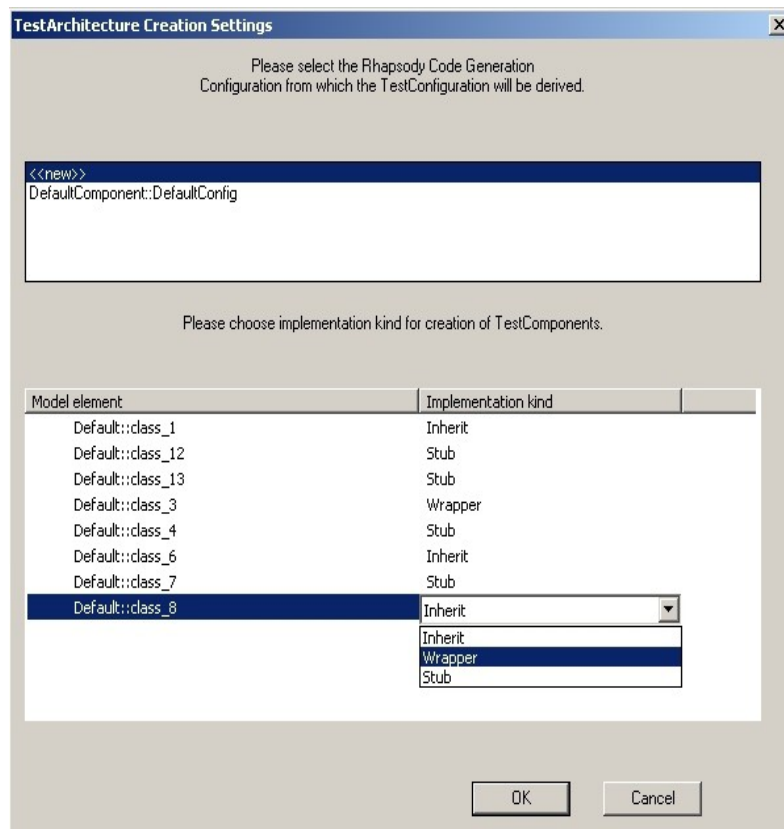 TestArchitecture Creation Settings
Please select the Rhapsody Code Generation
Configuration from which the TestConfiguration will be derived.
<<new>>
DefaultComponent::DefaultConfig
Please choose implementation kind for creation of TestComponents.
Model element Implementation kind
Default::class_1 Inherit
Default::class_12 Stub
Default::class_13 Stub
Default::class_3 Wrapper
Default::class_4 Stub
Default::class_6 Inherit
Default::class_7 Stub
Default::class_8 Inherit
Inherit
Wrapper
Stub
OK Cancel